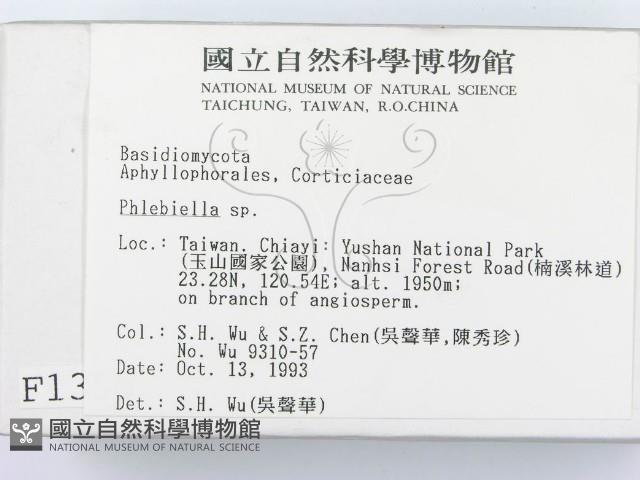 國立自然科學博物館
NATIONAL MUSEUM OF NATURAL SCIENCE
TAICHUNG, TAIWAN, R.O.CHINA
Basidiomycota
Aphyllophorales, Corticiaceae
Phlebiella sp.
Loc.: Taiwan. Chiayi: Yushan National Park
(玉山國家公園), Nanhsi Forest Road(楠溪林道)
23.28N, 120.54E; alt. 1950m;
on branch of angiosperm.
Col.: S.H. Wu & S.Z. Chen(吳聲華,陳秀珍)
No. Wu 9310-57
Date: Oct. 13, 1993
F13
Det.: S.H. Wu(吳聲華)
國立自然科學博物館
NATIONAL MUSEUM OF NATURAL SCIENCE